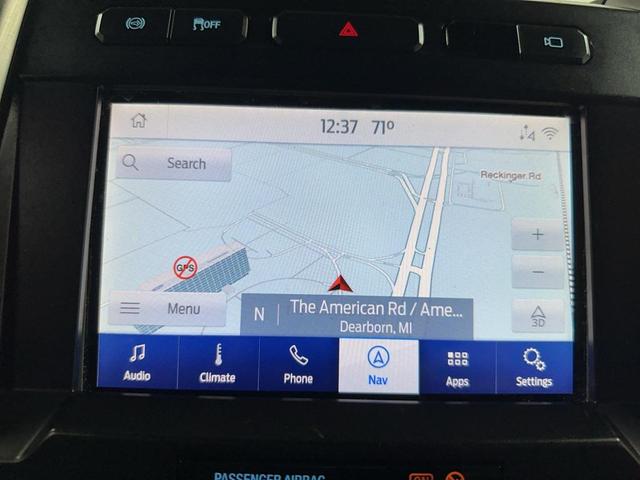 OFF
12:37 71°
Search
Reckinger Rd
GPS
+
−
Menu
N | The American Rd / Ame...
Dearborn, MI
3D
Audio Climate Phone Nav Apps Settings
PASSENGER AIRBAG
ON